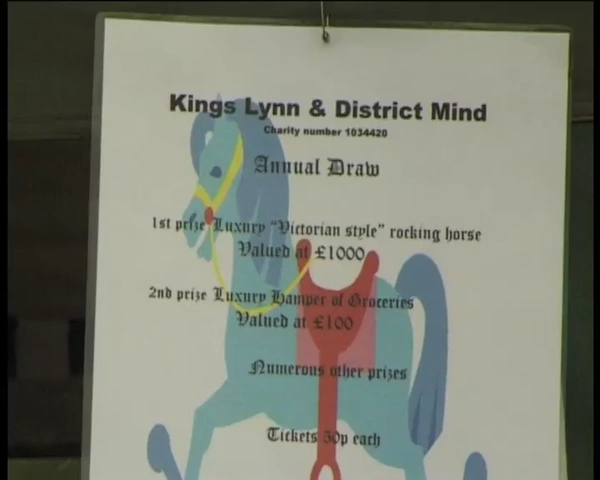 Kings Lynn & District Mind
Charity number 1034420
Annual Draw
1st prize Luxury "Victorian style" rocking horse
Valued at £1000
2nd prize Luxury Hamper of Groceries
Valued at £100
Numerous other prizes
Tickets 50p each